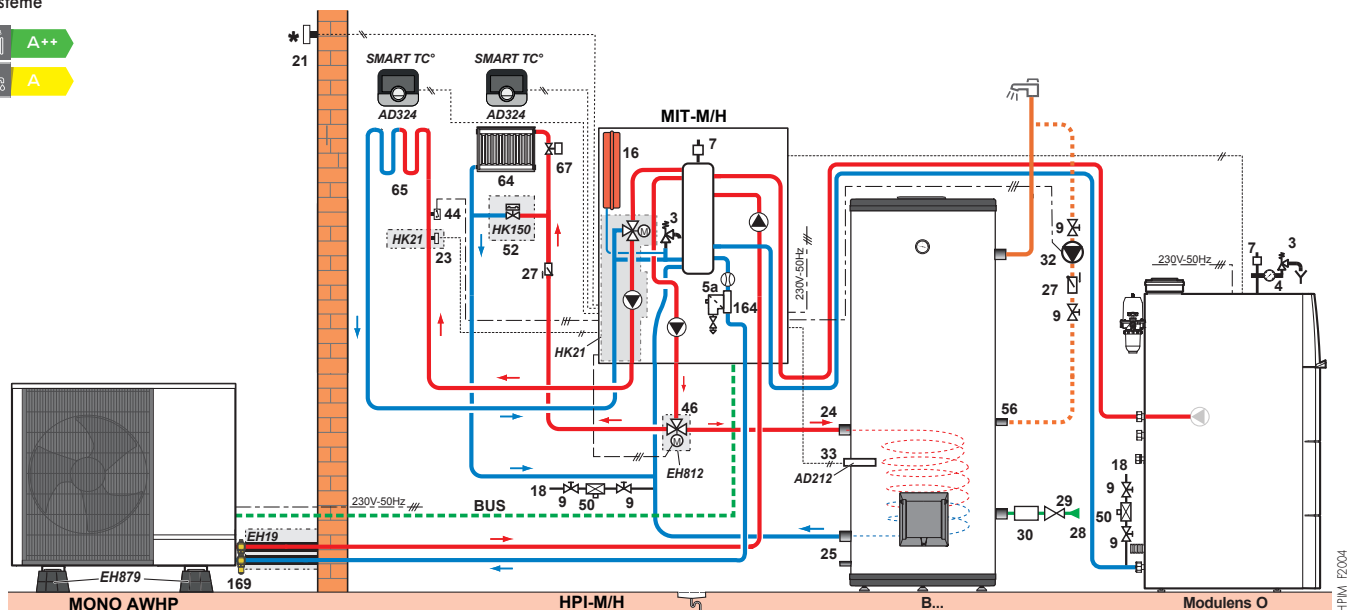 A++
A
*
21
SMART TC°
SMART TC°
AD324
AD324
MIT-M/H
16
7
3
M
67
65
64
44
HK150
52
HK21
23
27
5a
164
HK21
230V-50Hz
46
M
EH812
24
33
AD212
56
9
32
27
9
230V-50Hz
7
3
4
18
9
50
9
BUS
18
9
50
9
25
30
29
28
230V-50Hz
EH19
169
EH879
MONO AWHP
HPI-M/H
B...
Modulens O